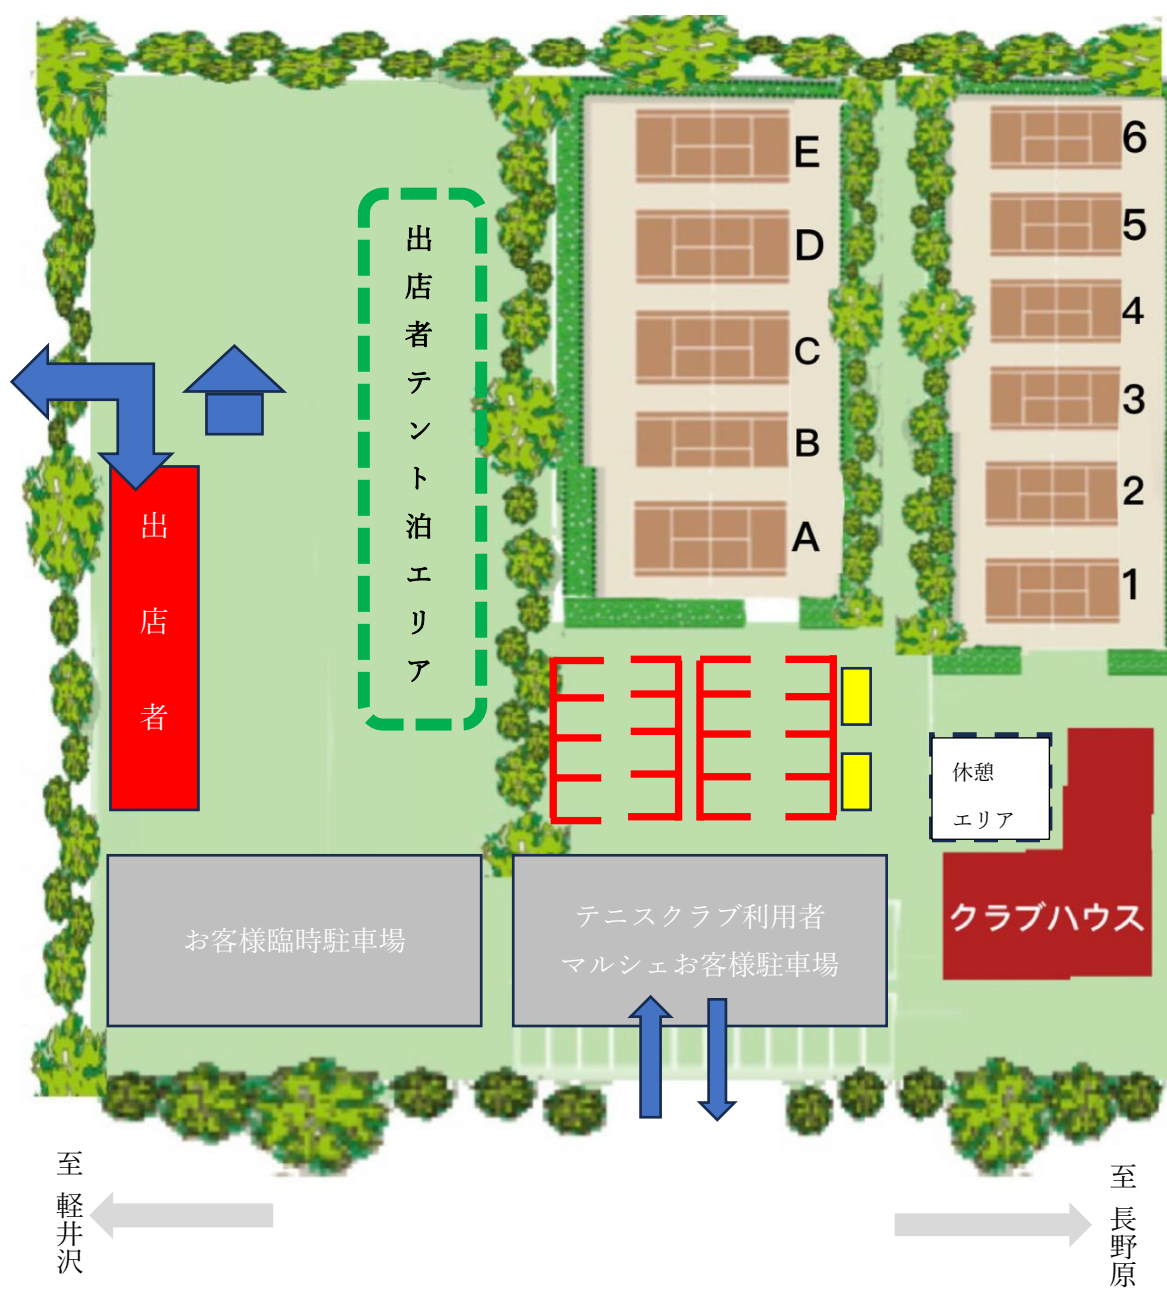 E
D
C
B
A
6
5
4
3
2
1
出店者テント泊エリア
出店者
休憩
エリア
クラブハウス
お客様臨時駐車場
テニスクラブ利用者
マルシェお客様駐車場
至 軽井沢
至 長野原